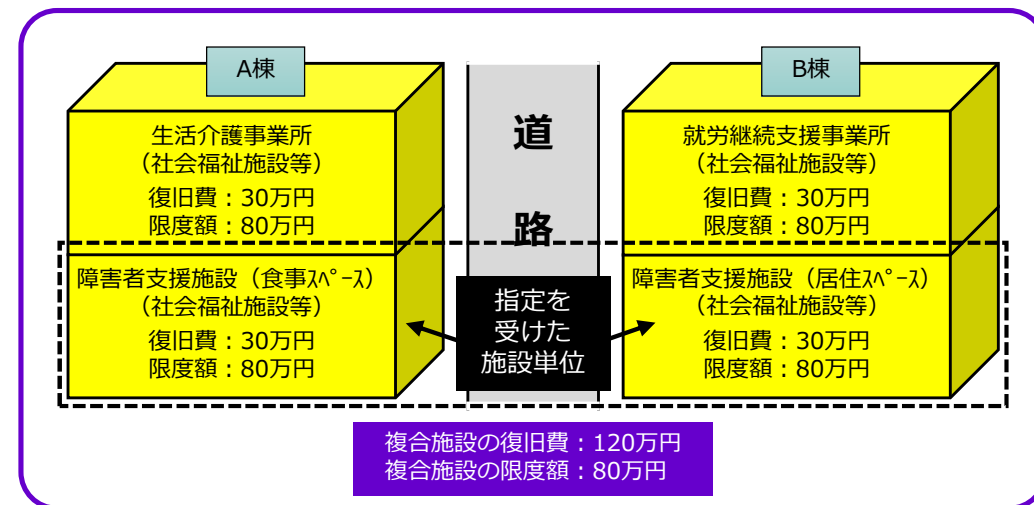 A棟
生活介護事業所
（社会福祉施設等）
復旧費：30万円
限度額：80万円
障害者支援施設（食事ｽﾍﾟｰｽ）
（社会福祉施設等）
復旧費：30万円
限度額：80万円
道
路
指定を
受けた
施設単位
B棟
就労継続支援事業所
（社会福祉施設等）
復旧費：30万円
限度額：80万円
障害者支援施設（居住ｽﾍﾟｰｽ）
（社会福祉施設等）
復旧費：30万円
限度額：80万円
複合施設の復旧費：120万円
複合施設の限度額：80万円